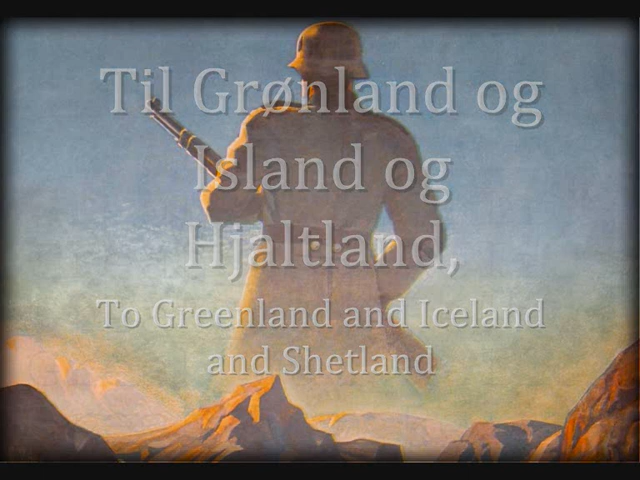 Til Grønland og
Island og
Hjaltland,
To Greenland and Iceland
and Shetland